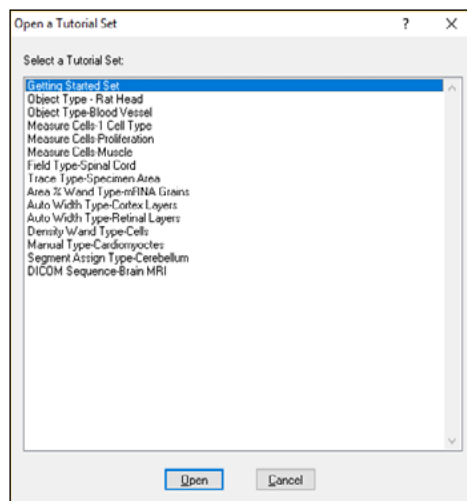 Open a Tutorial Set
Select a Tutorial Set:
Getting Started Set
Object Type - Rat Head
Object Type-Blood Vessel
Measure Cells-1 Cell Type
Measure Cells-Proliferation
Measure Cells-Muscle
Field Type-Spinal Cord
Trace Type-Specimen Area
Area % Wand Type-mRNA Grains
Auto Width Type-Cortex Layers
Auto Width Type-Retinal Layers
Density Wand Type-Cells
Manual Type-Cardiomyoctes
Segment Assign Type-Cerebellum
DICOM Sequence-Brain MRI
Open Cancel